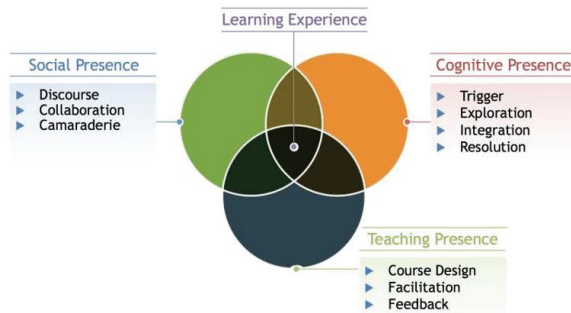 Learning Experience
Social Presence
Discourse
Collaboration
Camaraderie
Cognitive Presence
Trigger
Exploration
Integration
Resolution
Teaching Presence
Course Design
Facilitation
Feedback